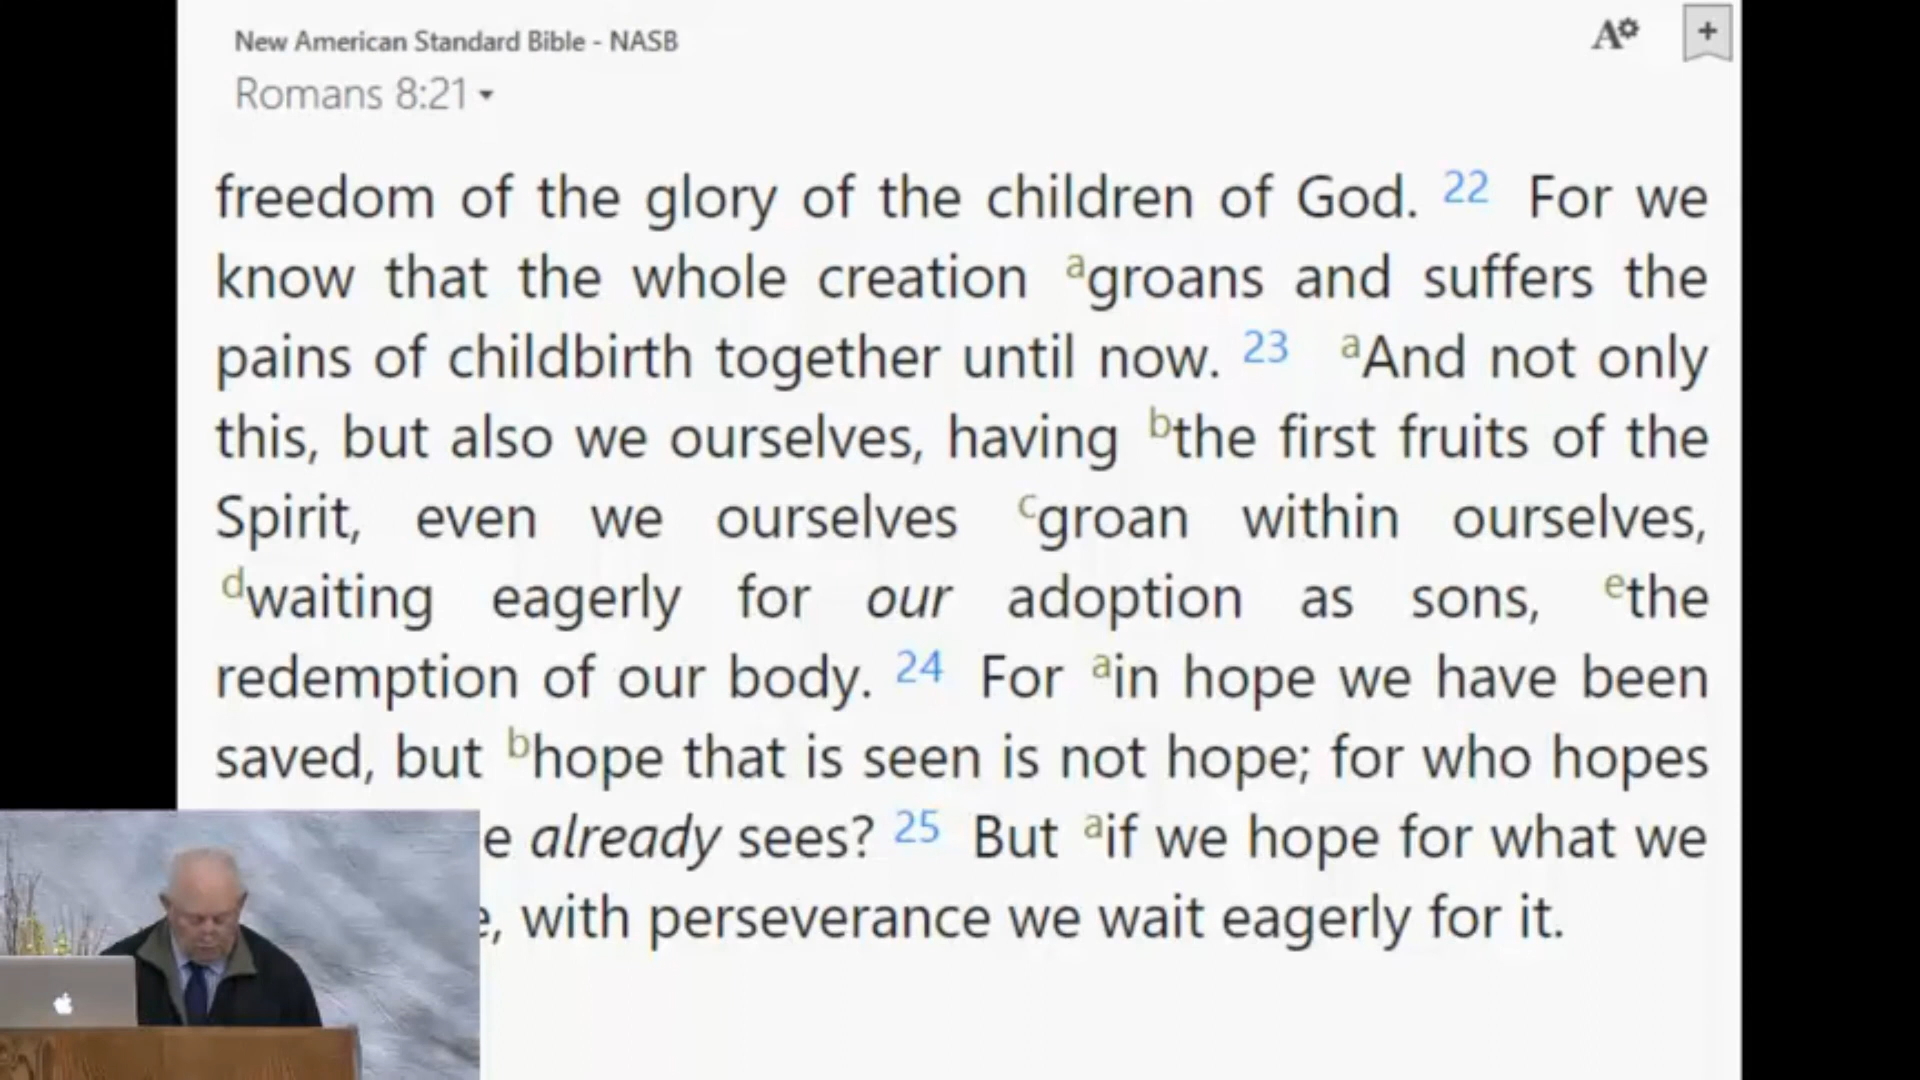 New American Standard Bible - NASB
Romans 8:21
freedom of the glory of the children of God. 22 For we
know that the whole creation agroans and suffers the
pains of childbirth together until now. 23 aAnd not only
this, but also we ourselves, having bthe first fruits of the
Spirit, even we ourselves cgroan within ourselves,
dwaiting eagerly for our adoption as sons, ethe
redemption of our body. 24 For ain hope we have been
saved, but bhope that is seen is not hope; for who hopes
already sees? 25 But aif we hope for what we
with perseverance we wait eagerly for it.